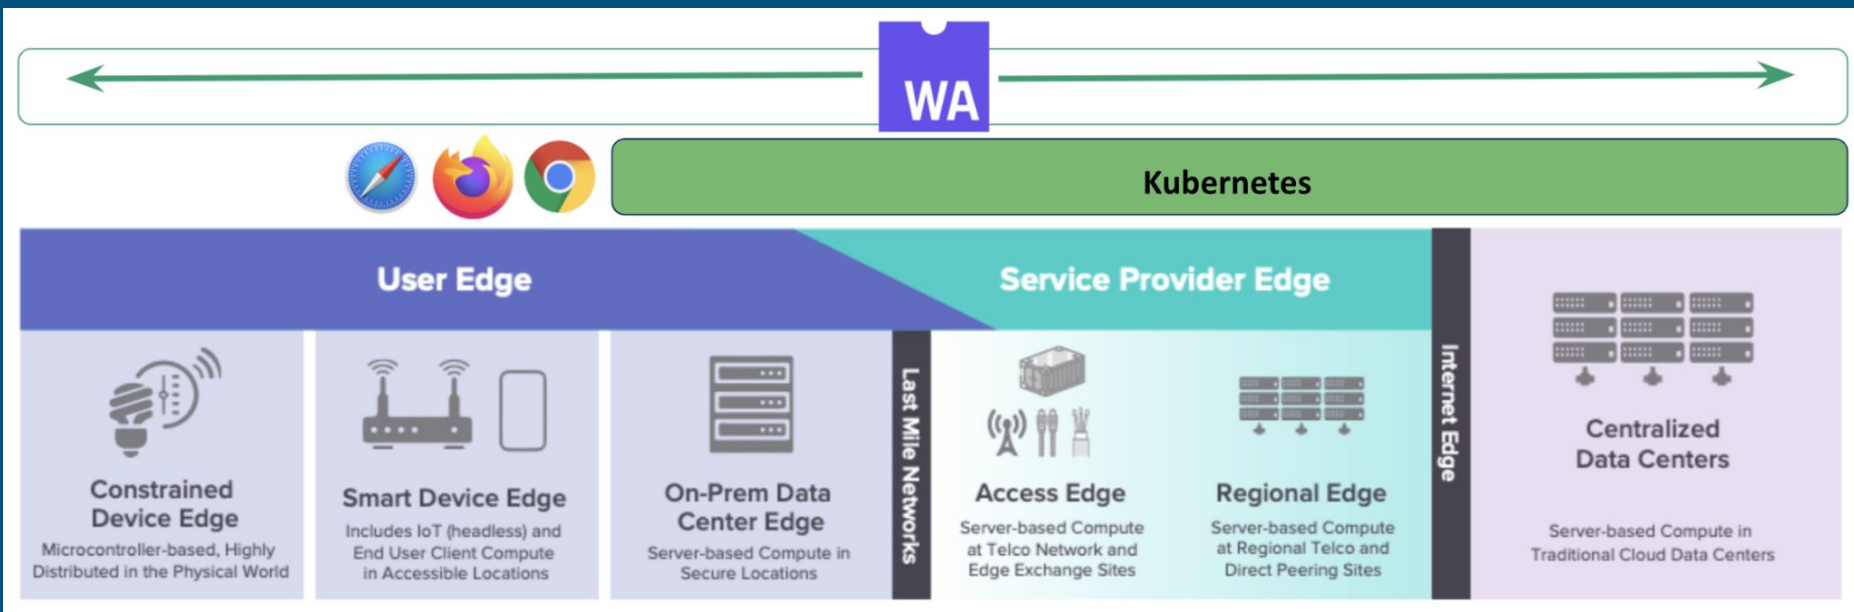 WA
Kubernetes
User Edge
Service Provider Edge
Constrained
Device Edge
Microcontroller-based, Highly
Distributed in the Physical World
Smart Device Edge
Includes IoT (headless) and
End User Client Compute
in Accessible Locations
On-Prem Data
Center Edge
Server-based Compute in
Secure Locations
Last Mile Networks
Access Edge
Server-based Compute
at Telco Network and
Edge Exchange Sites
Regional Edge
Server-based Compute
at Regional Telco and
Direct Peering Sites
Internet Edge
Centralized
Data Centers
Server-based Compute in
Traditional Cloud Data Centers